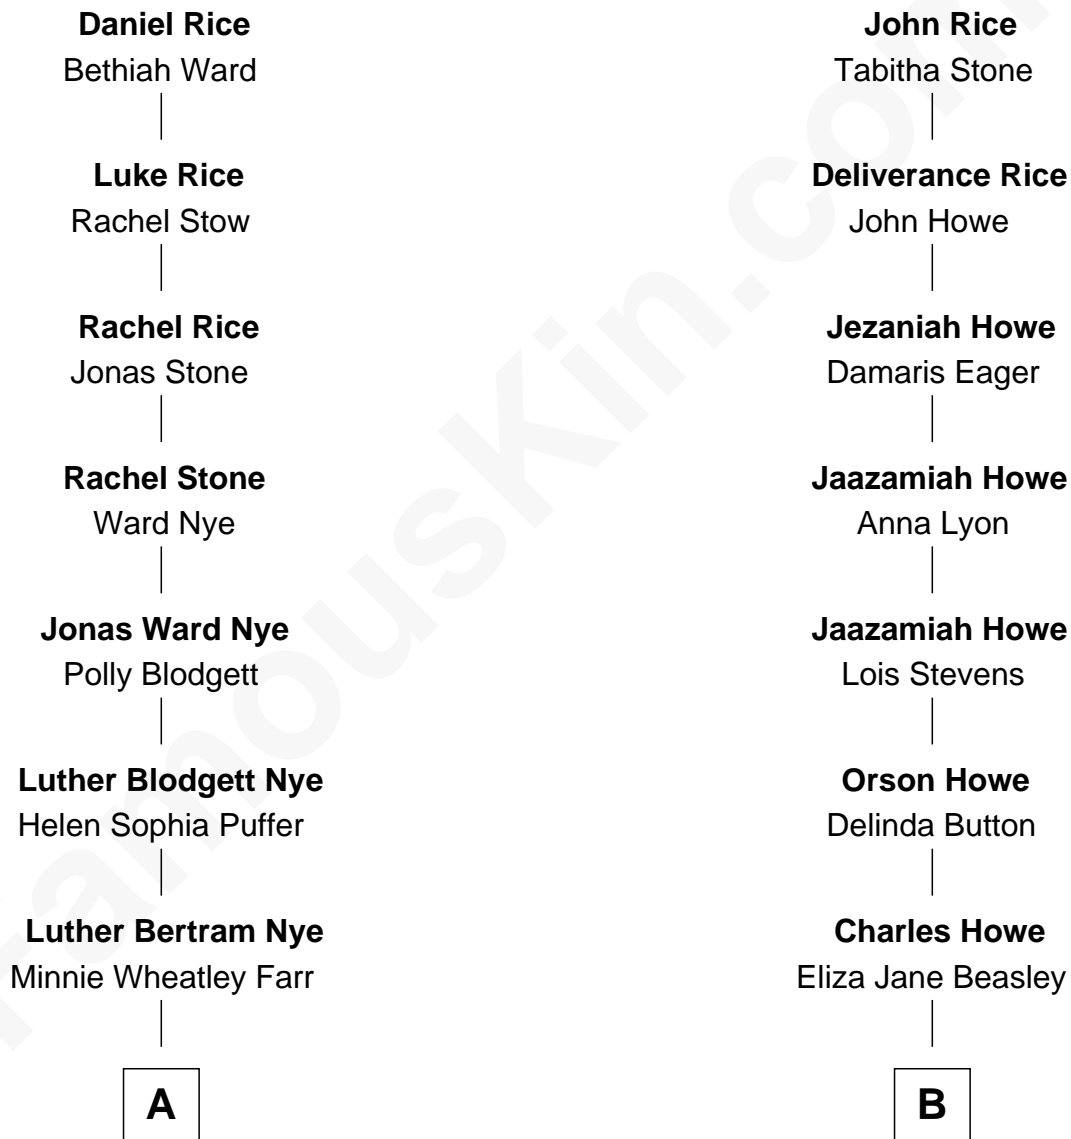 Daniel Rice
Bethiah Ward
Luke Rice
Rachel Stow
Rachel Rice
Jonas Stone
Rachel Stone
Ward Nye
Jonas Ward Nye
Polly Blodgett
Luther Blodgett Nye
Helen Sophia Puffer
Luther Bertram Nye
Minnie Wheatley Farr
A
John Rice
Tabitha Stone
Deliverance Rice
John Howe
Jezaniah Howe
Damaris Eager
Jaazamiah Howe
Anna Lyon
Jaazamiah Howe
Lois Stevens
Orson Howe
Delinda Button
Charles Howe
Eliza Jane Beasley
B
FamousKin.com